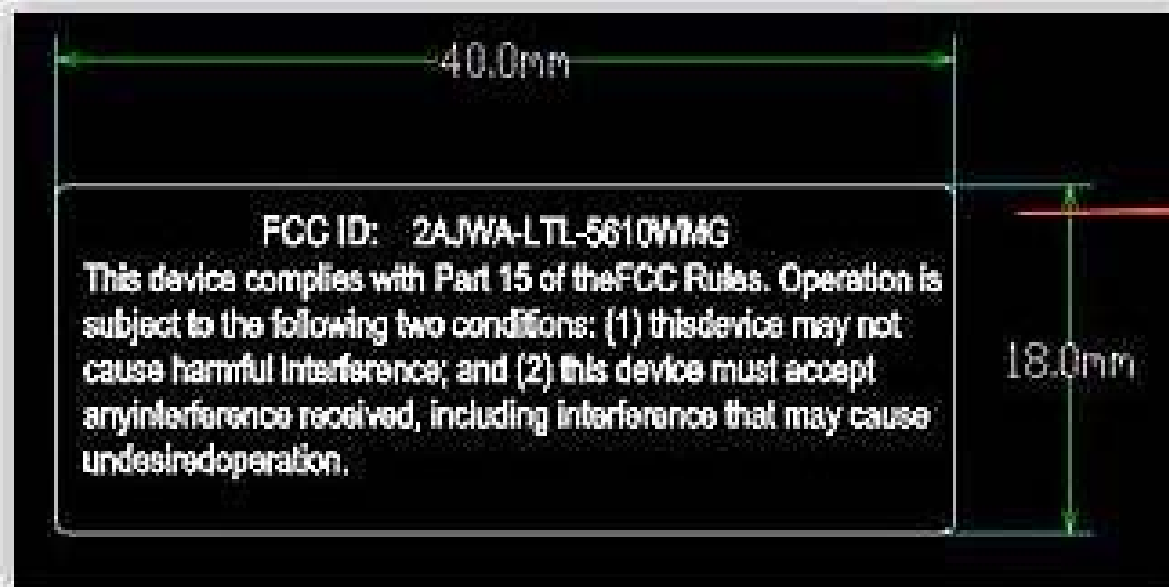 40.0mm
FCC ID: 2AJWA-LTL-5610WMG
This device complies with Part 15 of theFCC Rules. Operation is
subject to the following two conditions: (1) thisdevice may not
cause harmful interference; and (2) this device must accept
anyinterference received, including interference that may cause
undesiredoperation.
18.0mm